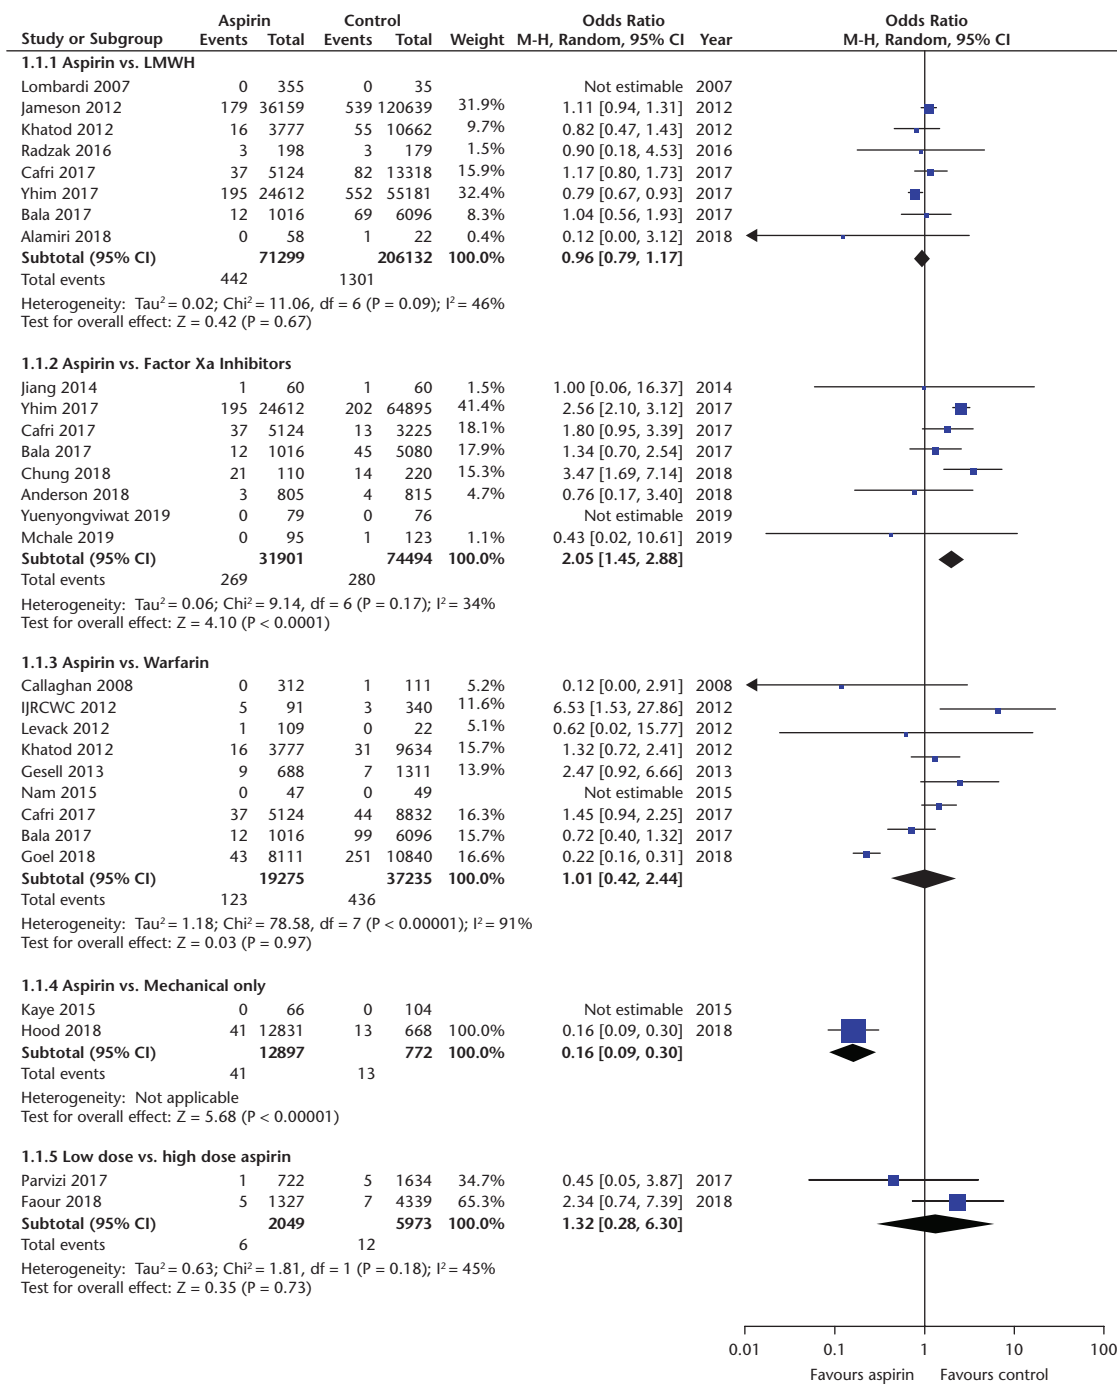 Aspirin Control Odds Ratio Odds Ratio
Study or Subgroup Events Total Events Total Weight M-H, Random, 95% CI Year M-H, Random, 95% CI
1.1.1 Aspirin vs. LMWH
Lombardi 2007 0 355 0 35 Not estimable 2007
Jameson 2012 179 36159 539 120639 31.9% 1.11 [0.94, 1.31] 2012
Khatod 2012 16 3777 55 10662 9.7% 0.82 [0.47, 1.43] 2012
Radzak 2016 3 198 3 179 1.5% 0.90 [0.18, 4.53] 2016
Cafri 2017 37 5124 82 13318 15.9% 1.17 [0.80, 1.73] 2017
Yhim 2017 195 24612 552 55181 32.4% 0.79 [0.67, 0.93] 2017
Bala 2017 12 1016 69 6096 8.3% 1.04 [0.56, 1.93] 2017
Alamiri 2018 0 58 1 22 0.4% 0.12 [0.00, 3.12] 2018
Subtotal (95% CI) 71299 206132 100.0% 0.96 [0.79, 1.17]
Total events 442 1301
Heterogeneity: Tau² = 0.02; Chi² = 11.06, df = 6 (P = 0.09); I² = 46%
Test for overall effect: Z = 0.42 (P = 0.67)
1.1.2 Aspirin vs. Factor Xa Inhibitors
Jiang 2014 1 60 1 60 1.5% 1.00 [0.06, 16.37] 2014
Yhim 2017 195 24612 202 64895 41.4% 2.56 [2.10, 3.12] 2017
Cafri 2017 37 5124 13 3225 18.1% 1.80 [0.95, 3.39] 2017
Bala 2017 12 1016 45 5080 17.9% 1.34 [0.70, 2.54] 2017
Chung 2018 21 110 14 220 15.3% 3.47 [1.69, 7.14] 2018
Anderson 2018 3 805 4 815 4.7% 0.76 [0.17, 3.40] 2018
Yuenyongviwat 2019 0 79 0 76 Not estimable 2019
Mchale 2019 0 95 1 123 1.1% 0.43 [0.02, 10.61] 2019
Subtotal (95% CI) 31901 74494 100.0% 2.05 [1.45, 2.88]
Total events 269 280
Heterogeneity: Tau² = 0.06; Chi² = 9.14, df = 6 (P = 0.17); I² = 34%
Test for overall effect: Z = 4.10 (P < 0.0001)
1.1.3 Aspirin vs. Warfarin
Callaghan 2008 0 312 1 111 5.2% 0.12 [0.00, 2.91] 2008
IJRCWC 2012 5 91 3 340 11.6% 6.53 [1.53, 27.86] 2012
Levack 2012 1 109 0 22 5.1% 0.62 [0.02, 15.77] 2012
Khatod 2012 16 3777 31 9634 15.7% 1.32 [0.72, 2.41] 2012
Gesell 2013 9 688 7 1311 13.9% 2.47 [0.92, 6.66] 2013
Nam 2015 0 47 0 49 Not estimable 2015
Cafri 2017 37 5124 44 8832 16.3% 1.45 [0.94, 2.25] 2017
Bala 2017 12 1016 99 6096 15.7% 0.72 [0.40, 1.32] 2017
Goel 2018 43 8111 251 10840 16.6% 0.22 [0.16, 0.31] 2018
Subtotal (95% CI) 19275 37235 100.0% 1.01 [0.42, 2.44]
Total events 123 436
Heterogeneity: Tau² = 1.18; Chi² = 78.58, df = 7 (P < 0.00001); I² = 91%
Test for overall effect: Z = 0.03 (P = 0.97)
1.1.4 Aspirin vs. Mechanical only
Kaye 2015 0 66 0 104 Not estimable 2015
Hood 2018 41 12831 13 668 100.0% 0.16 [0.09, 0.30] 2018
Subtotal (95% CI) 12897 772 100.0% 0.16 [0.09, 0.30]
Total events 41 13
Heterogeneity: Not applicable
Test for overall effect: Z = 5.68 (P < 0.00001)
1.1.5 Low dose vs. high dose aspirin
Parvizi 2017 1 722 5 1634 34.7% 0.45 [0.05, 3.87] 2017
Faour 2018 5 1327 7 4339 65.3% 2.34 [0.74, 7.39] 2018
Subtotal (95% CI) 2049 5973 100.0% 1.32 [0.28, 6.30]
Total events 6 12
Heterogeneity: Tau² = 0.63; Chi² = 1.81, df = 1 (P = 0.18); I² = 45%
Test for overall effect: Z = 0.35 (P = 0.73)
0.01 0.1 1 10 100
Favours aspirin Favours control